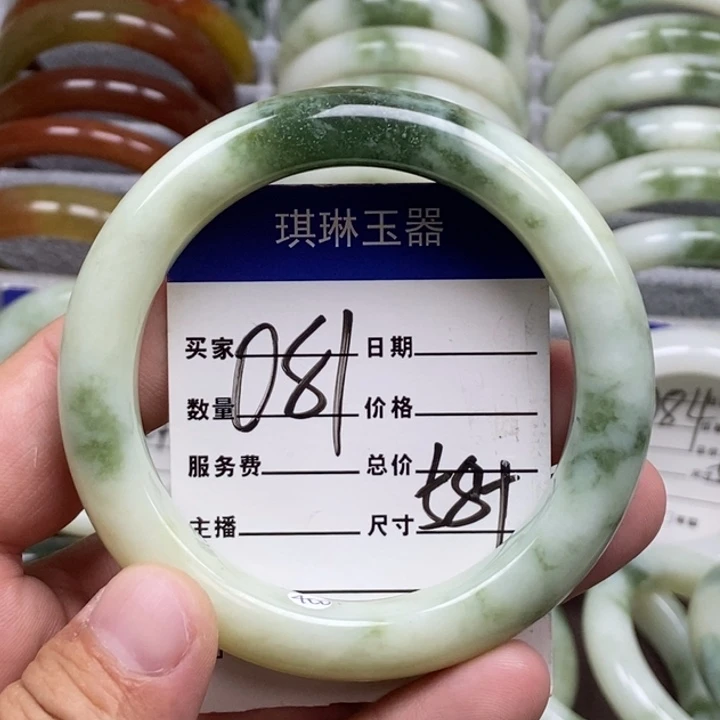 琪琳玉器
买家 日期
081
数量 价格
服务费 总价
581
主播 尺寸